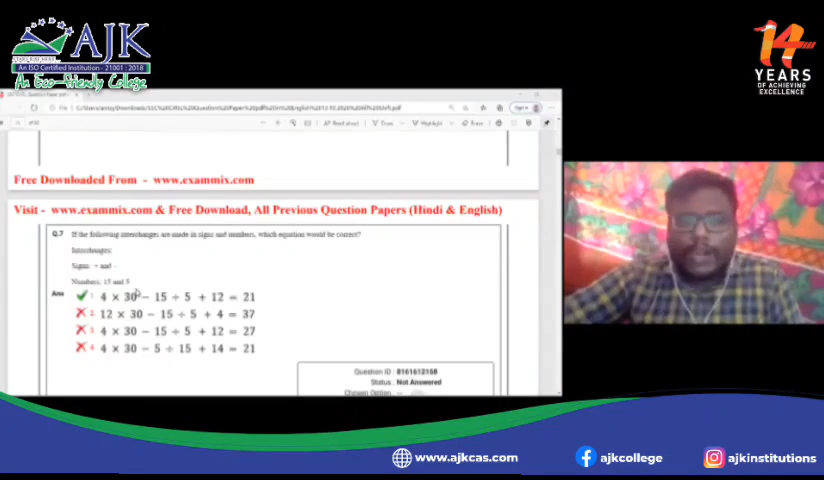 AJK
STARS RISE HERE
An ISO Certified Institution - 21001 : 2018
An Eco-friendly College
14
YEARS
OF ACHIEVING
EXCELLENCE
Free Downloaded From - www.exammix.com
Visit - www.exammix.com & Free Download, All Previous Question Papers (Hindi & English)
Q.7 If the following interchanges are made in signs and numbers, which equation would be correct?
Interchanges:
Signs: + and -
Numbers: 15 and 5
Ans 1. 4 × 30 − 15 ÷ 5 + 12 = 21
2. 12 × 30 − 15 ÷ 5 + 4 = 37
3. 4 × 30 − 15 ÷ 5 + 12 = 27
4. 4 × 30 − 5 ÷ 15 + 14 = 21
Question ID : 8161612158
Status : Not Answered
Chosen Option : --
www.ajkcas.com
ajkcollege
ajkinstitutions